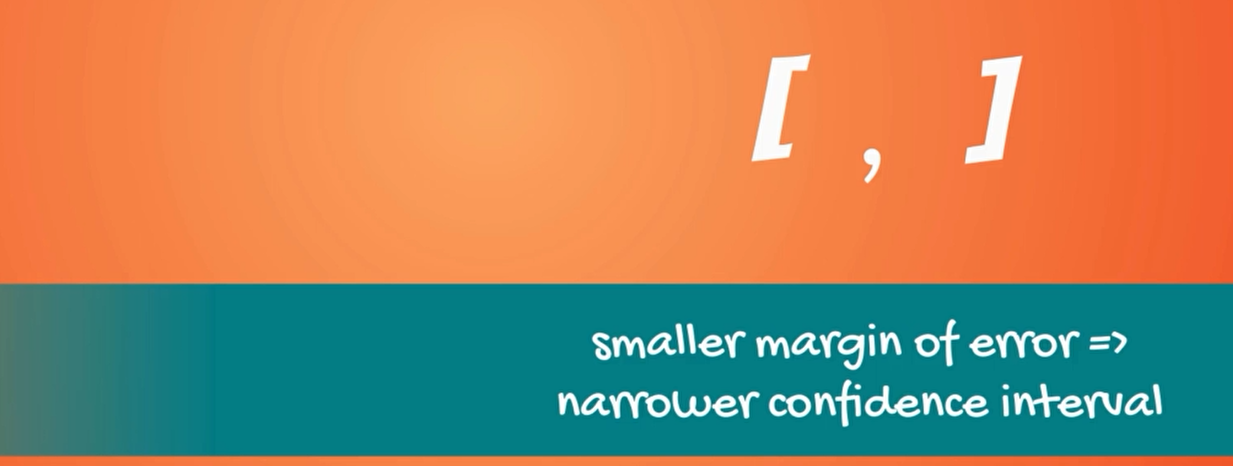 [ , ]
smaller margin of error =>
narrower confidence interval